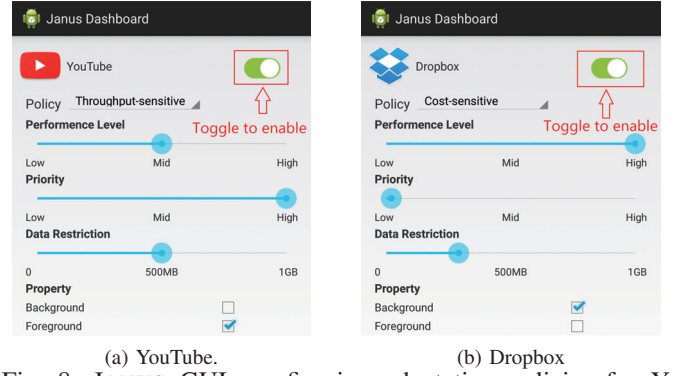 Janus Dashboard
YouTube
Policy Throughput-sensitive
Toggle to enable
Performence Level
Low Mid High
Priority
Low Mid High
Data Restriction
0 500MB 1GB
Property
Background
Foreground
(a) YouTube.
Janus Dashboard
Dropbox
Policy Cost-sensitive
Toggle to enable
Performence Level
Low Mid High
Priority
Low Mid High
Data Restriction
0 500MB 1GB
Property
Background
Foreground
(b) Dropbox